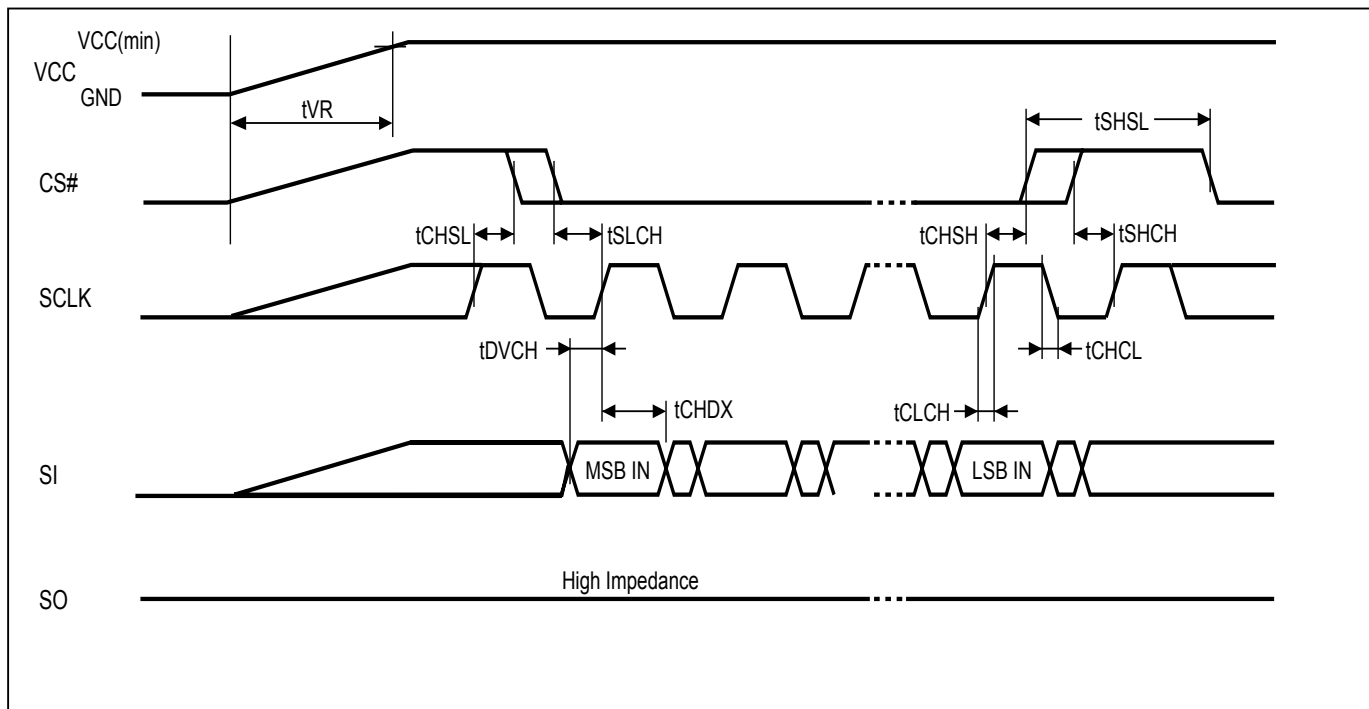 VCC(min)
VCC
GND
tVR
tSHSL
CS#
tCHSL
tSLCH
tCHSH
tSHCH
SCLK
tDVCH
tCHCL
tCHDX
tCLCH
SI
MSB IN
LSB IN
High Impedance
SO